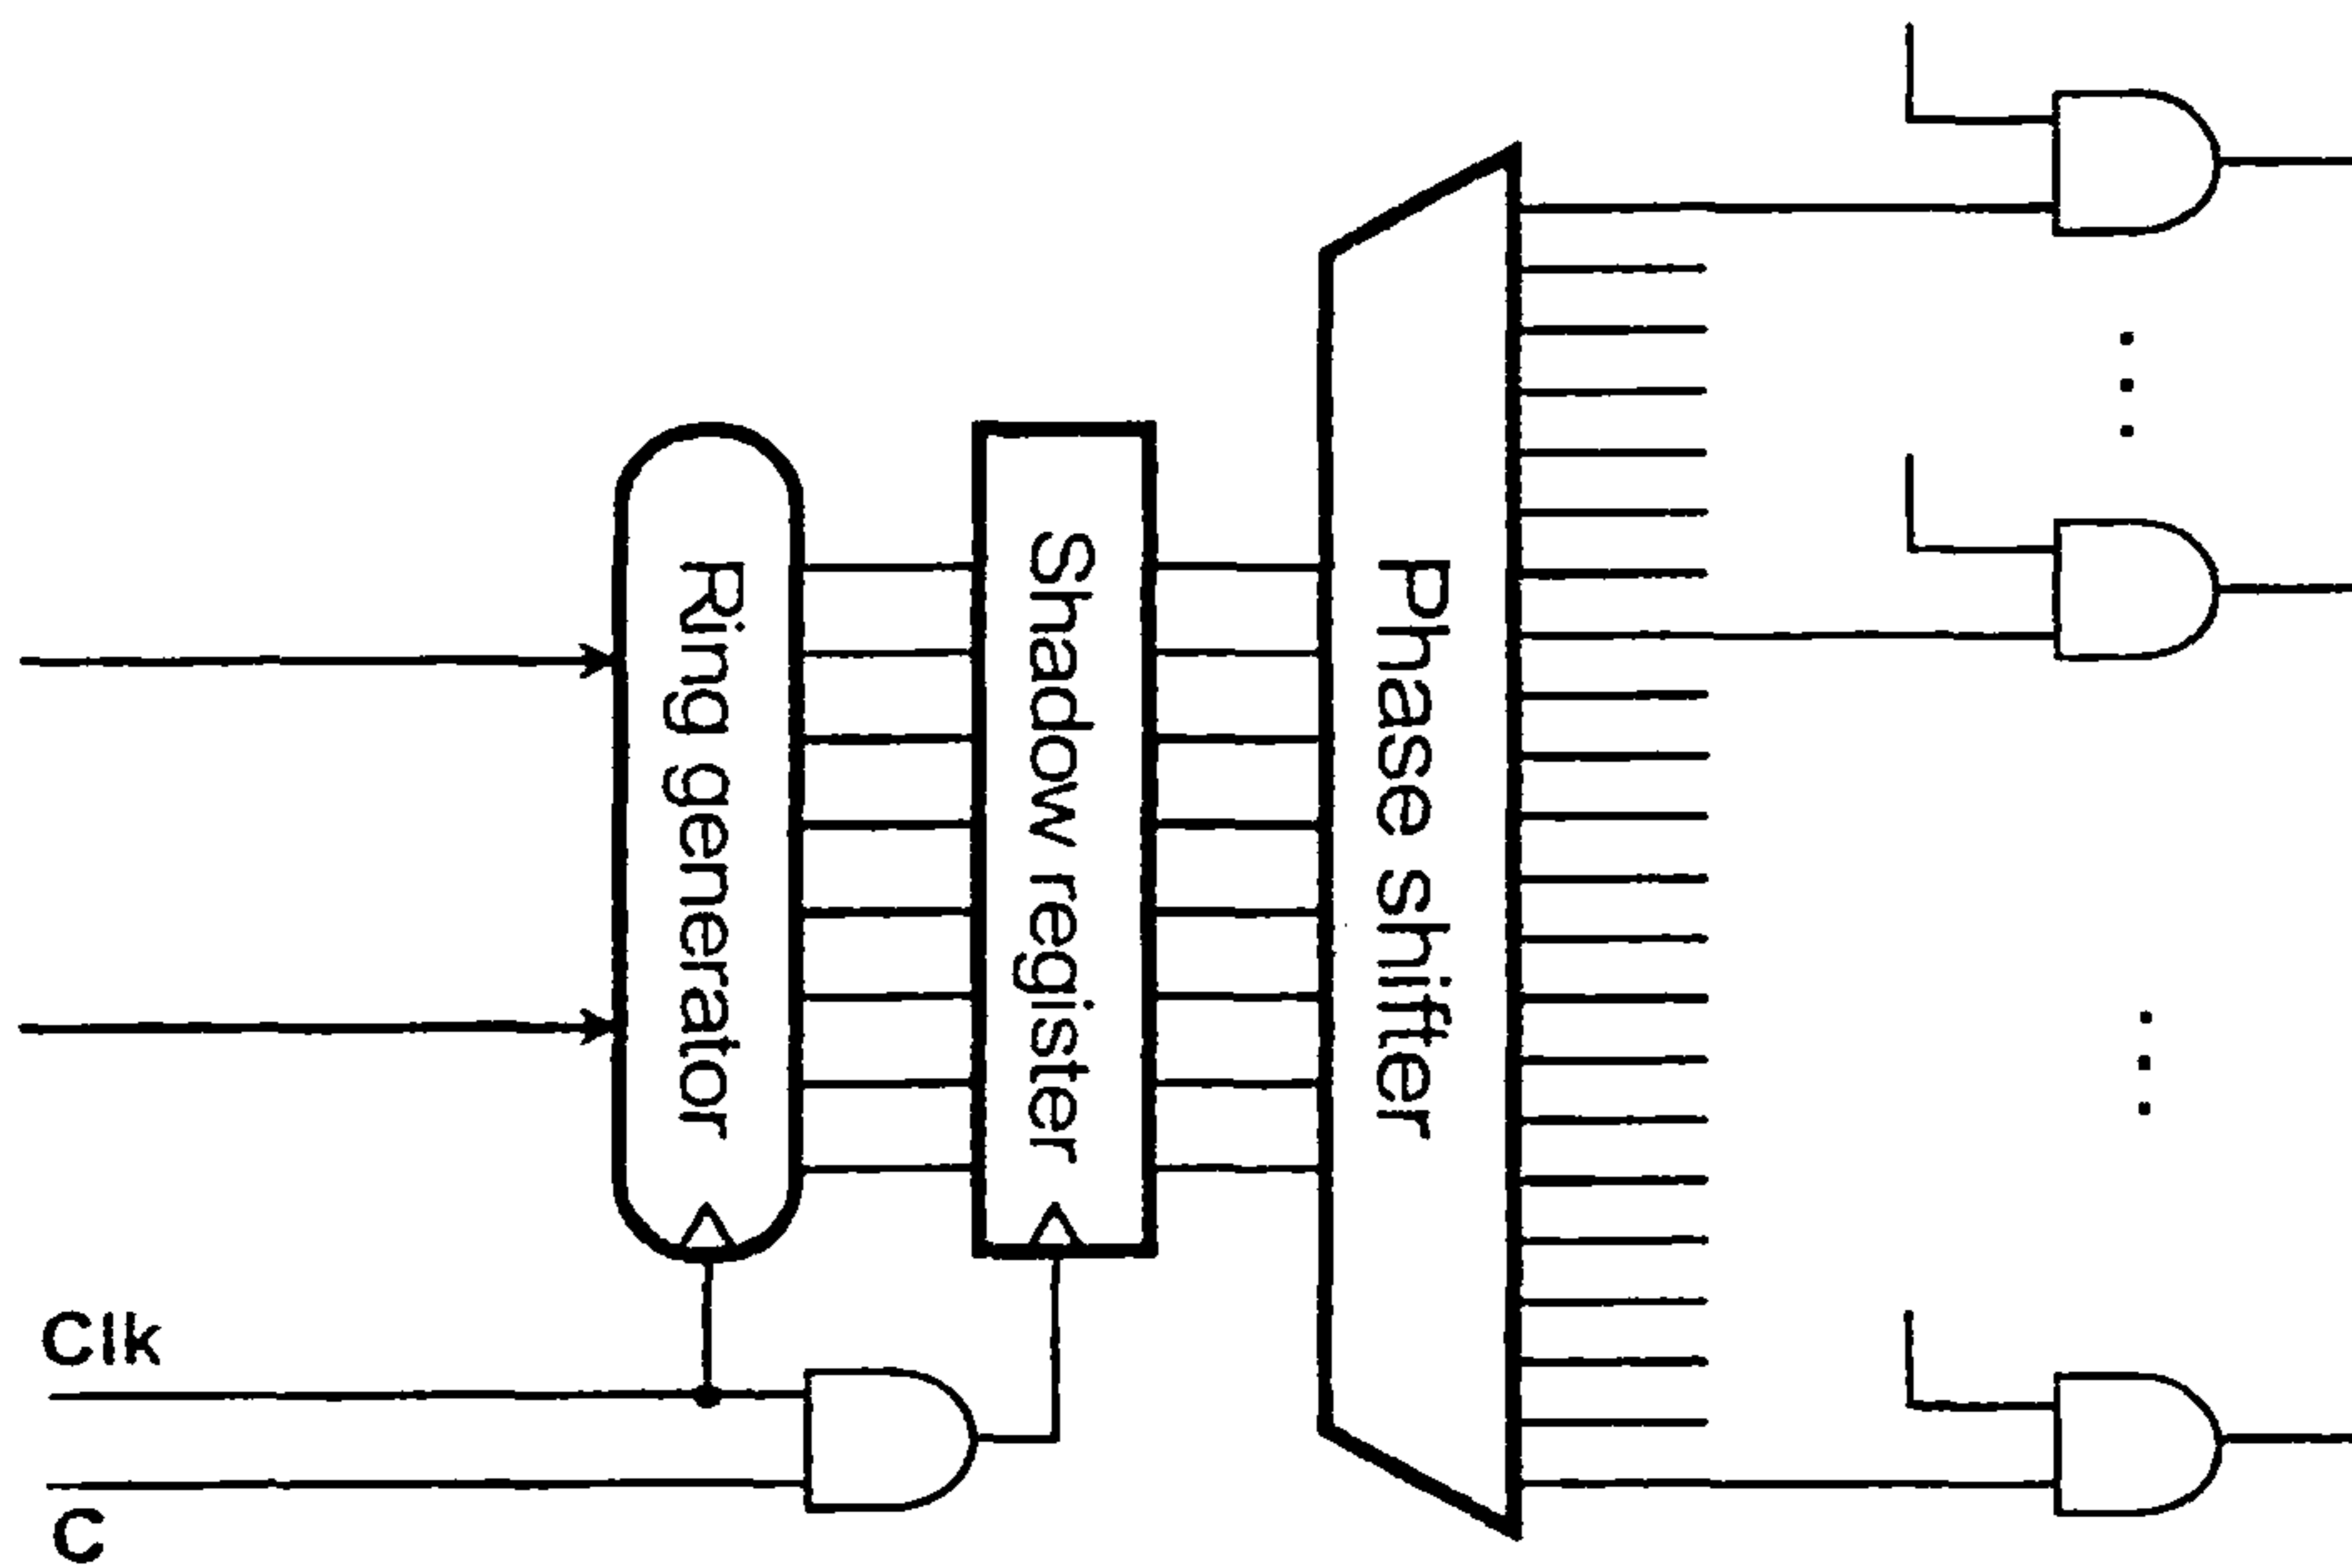 Ring generator
Shadow register
Phase shifter
Clk
C